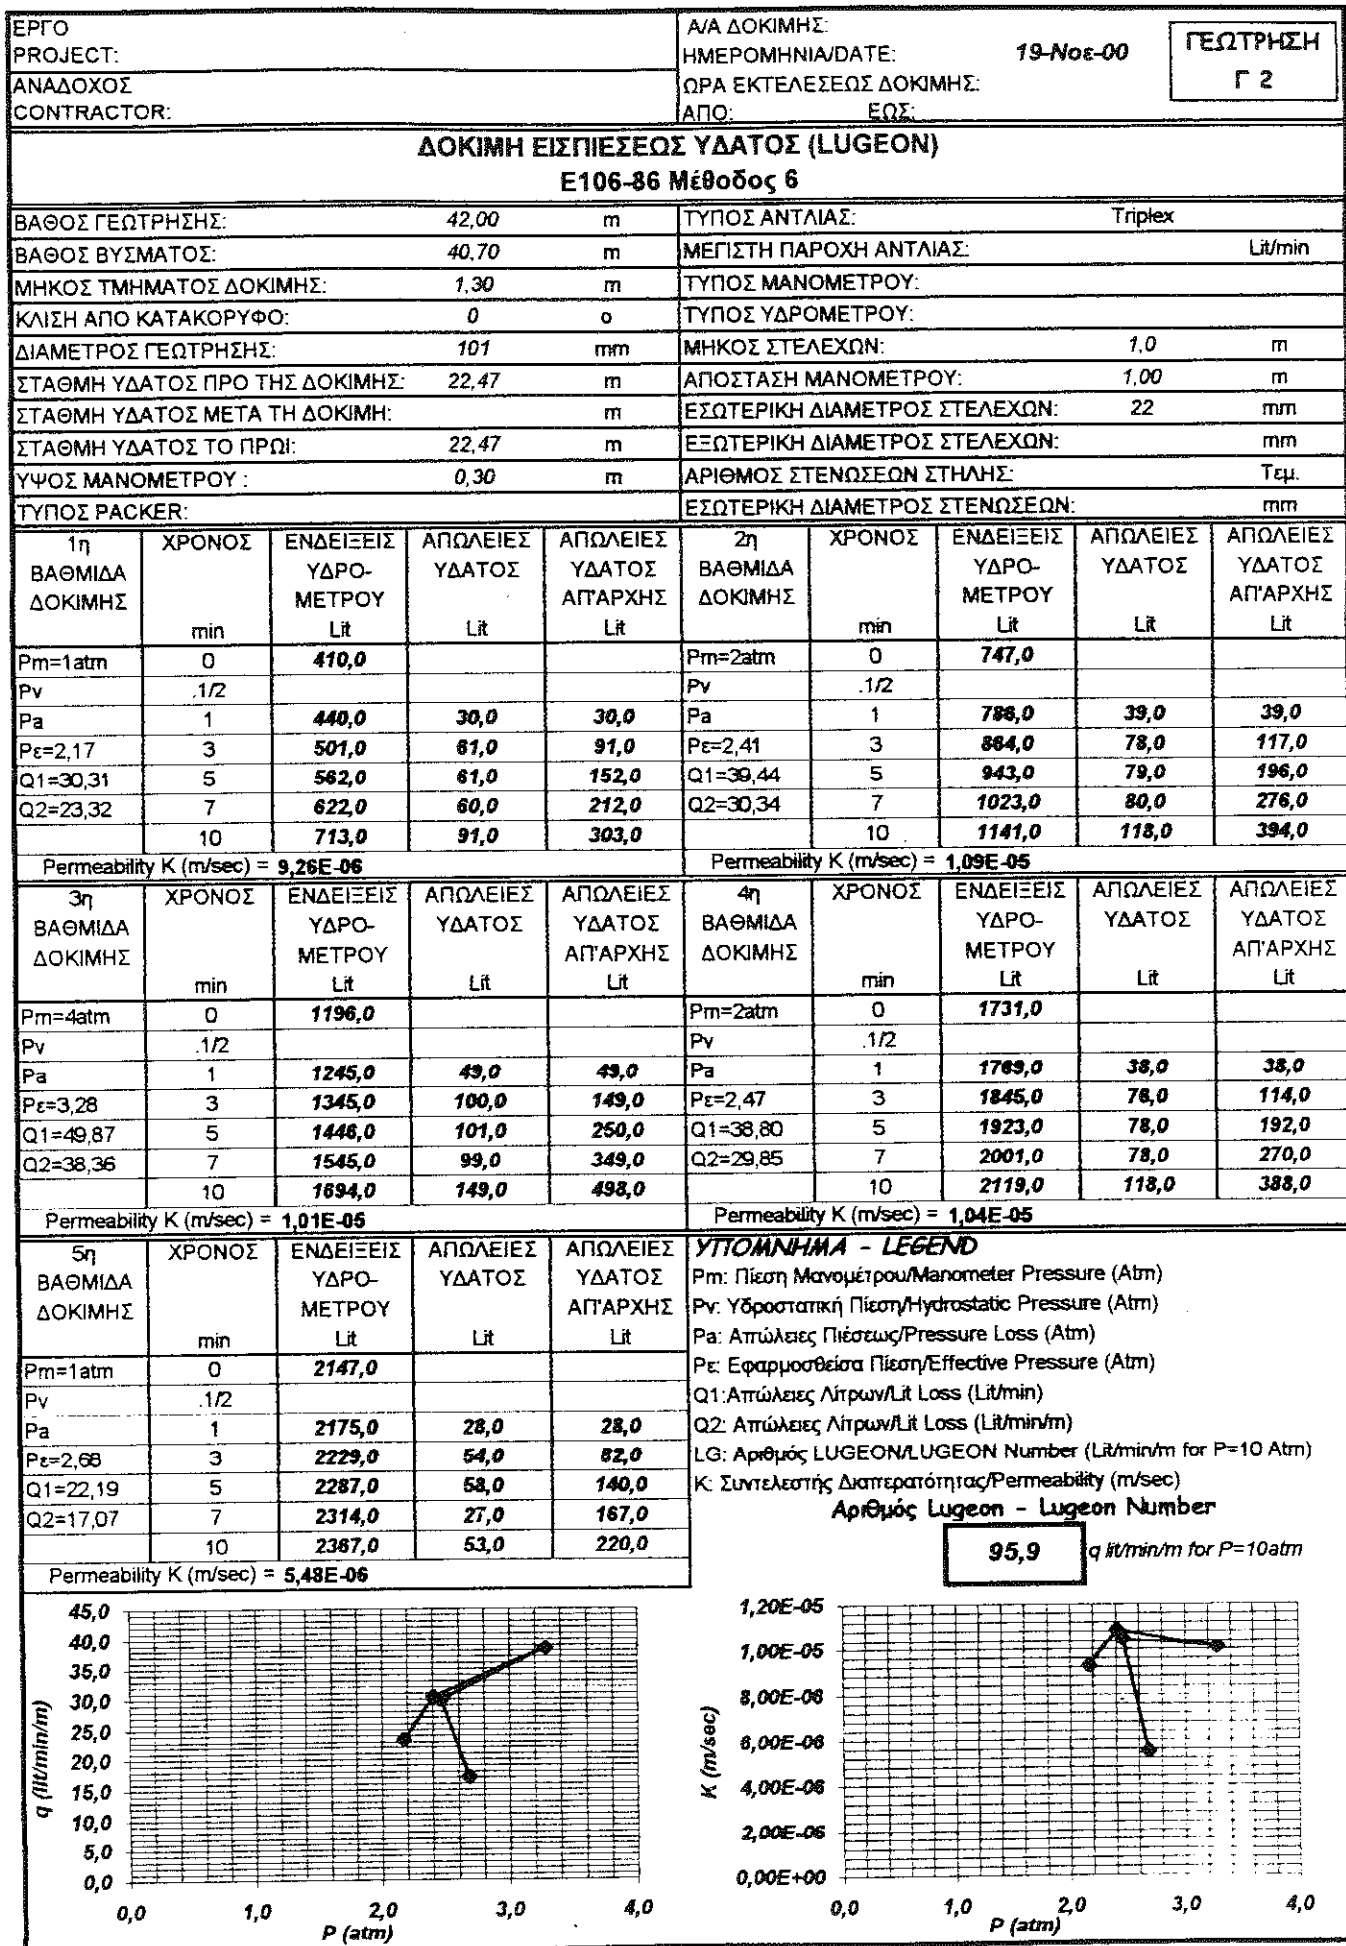 ΕΡΓΟ
PROJECT:
ΑΝΑΔΟΧΟΣ
CONTRACTOR:
Α/Α ΔΟΚΙΜΗΣ:
ΗΜΕΡΟΜΗΝΙΑ/DATE: 19-Νοε-00
ΩΡΑ ΕΚΤΕΛΕΣΕΩΣ ΔΟΚΙΜΗΣ:
ΑΠΟ: ΕΩΣ:
ΓΕΩΤΡΗΣΗ
Γ 2
ΔΟΚΙΜΗ ΕΙΣΠΙΕΣΕΩΣ ΥΔΑΤΟΣ (LUGEON)
E106-86 Μέθοδος 6
ΒΑΘΟΣ ΓΕΩΤΡΗΣΗΣ: 42,00 m ΤΥΠΟΣ ΑΝΤΛΙΑΣ: Triplex
ΒΑΘΟΣ ΒΥΣΜΑΤΟΣ: 40,70 m ΜΕΓΙΣΤΗ ΠΑΡΟΧΗ ΑΝΤΛΙΑΣ: Lit/min
ΜΗΚΟΣ ΤΜΗΜΑΤΟΣ ΔΟΚΙΜΗΣ: 1,30 m ΤΥΠΟΣ ΜΑΝΟΜΕΤΡΟΥ:
ΚΛΙΣΗ ΑΠΟ ΚΑΤΑΚΟΡΥΦΟ: 0 o ΤΥΠΟΣ ΥΔΡΟΜΕΤΡΟΥ:
ΔΙΑΜΕΤΡΟΣ ΓΕΩΤΡΗΣΗΣ: 101 mm ΜΗΚΟΣ ΣΤΕΛΕΧΩΝ: 1,0 m
ΣΤΑΘΜΗ ΥΔΑΤΟΣ ΠΡΟ ΤΗΣ ΔΟΚΙΜΗΣ: 22,47 m ΑΠΟΣΤΑΣΗ ΜΑΝΟΜΕΤΡΟΥ: 1,00 m
ΣΤΑΘΜΗ ΥΔΑΤΟΣ ΜΕΤΑ ΤΗ ΔΟΚΙΜΗ: m ΕΣΩΤΕΡΙΚΗ ΔΙΑΜΕΤΡΟΣ ΣΤΕΛΕΧΩΝ: 22 mm
ΣΤΑΘΜΗ ΥΔΑΤΟΣ ΤΟ ΠΡΩΙ: 22,47 m ΕΞΩΤΕΡΙΚΗ ΔΙΑΜΕΤΡΟΣ ΣΤΕΛΕΧΩΝ: mm
ΥΨΟΣ ΜΑΝΟΜΕΤΡΟΥ : 0,30 m ΑΡΙΘΜΟΣ ΣΤΕΝΩΣΕΩΝ ΣΤΗΛΗΣ: Τεμ.
ΤΥΠΟΣ PACKER: ΕΣΩΤΕΡΙΚΗ ΔΙΑΜΕΤΡΟΣ ΣΤΕΝΩΣΕΩΝ: mm
1η ΧΡΟΝΟΣ ΕΝΔΕΙΞΕΙΣ ΑΠΩΛΕΙΕΣ ΑΠΩΛΕΙΕΣ 2η ΧΡΟΝΟΣ ΕΝΔΕΙΞΕΙΣ ΑΠΩΛΕΙΕΣ ΑΠΩΛΕΙΕΣ
ΒΑΘΜΙΔΑ ΥΔΡΟ- ΥΔΑΤΟΣ ΥΔΑΤΟΣ ΒΑΘΜΙΔΑ ΥΔΡΟ- ΥΔΑΤΟΣ ΥΔΑΤΟΣ
ΔΟΚΙΜΗΣ ΜΕΤΡΟΥ ΑΠ'ΑΡΧΗΣ ΔΟΚΙΜΗΣ ΜΕΤΡΟΥ ΑΠ'ΑΡΧΗΣ
min Lit Lit Lit min Lit Lit Lit
Pm=1atm 0 410,0 Pm=2atm 0 747,0
Pv .1/2 Pv .1/2
Pa 1 440,0 30,0 30,0 Pa 1 786,0 39,0 39,0
Pε=2,17 3 501,0 61,0 91,0 Pε=2,41 3 864,0 78,0 117,0
Q1=30,31 5 562,0 61,0 152,0 Q1=39,44 5 943,0 79,0 196,0
Q2=23,32 7 622,0 60,0 212,0 Q2=30,34 7 1023,0 80,0 276,0
10 713,0 91,0 303,0 10 1141,0 118,0 394,0
Permeability K (m/sec) = 9,26E-06 Permeability K (m/sec) = 1,09E-05
3η ΧΡΟΝΟΣ ΕΝΔΕΙΞΕΙΣ ΑΠΩΛΕΙΕΣ ΑΠΩΛΕΙΕΣ 4η ΧΡΟΝΟΣ ΕΝΔΕΙΞΕΙΣ ΑΠΩΛΕΙΕΣ ΑΠΩΛΕΙΕΣ
ΒΑΘΜΙΔΑ ΥΔΡΟ- ΥΔΑΤΟΣ ΥΔΑΤΟΣ ΒΑΘΜΙΔΑ ΥΔΡΟ- ΥΔΑΤΟΣ ΥΔΑΤΟΣ
ΔΟΚΙΜΗΣ ΜΕΤΡΟΥ ΑΠ'ΑΡΧΗΣ ΔΟΚΙΜΗΣ ΜΕΤΡΟΥ ΑΠ'ΑΡΧΗΣ
min Lit Lit Lit min Lit Lit Lit
Pm=4atm 0 1196,0 Pm=2atm 0 1731,0
Pv .1/2 Pv .1/2
Pa 1 1245,0 49,0 49,0 Pa 1 1769,0 38,0 38,0
Pε=3,28 3 1345,0 100,0 149,0 Pε=2,47 3 1845,0 76,0 114,0
Q1=49,87 5 1446,0 101,0 250,0 Q1=38,80 5 1923,0 78,0 192,0
Q2=38,36 7 1545,0 99,0 349,0 Q2=29,85 7 2001,0 78,0 270,0
10 1694,0 149,0 498,0 10 2119,0 118,0 388,0
Permeability K (m/sec) = 1,01E-05 Permeability K (m/sec) = 1,04E-05
5η ΧΡΟΝΟΣ ΕΝΔΕΙΞΕΙΣ ΑΠΩΛΕΙΕΣ ΑΠΩΛΕΙΕΣ
ΒΑΘΜΙΔΑ ΥΔΡΟ- ΥΔΑΤΟΣ ΥΔΑΤΟΣ
ΔΟΚΙΜΗΣ ΜΕΤΡΟΥ ΑΠ'ΑΡΧΗΣ
min Lit Lit Lit
Pm=1atm 0 2147,0
Pv .1/2
Pa 1 2175,0 28,0 28,0
Pε=2,68 3 2229,0 54,0 82,0
Q1=22,19 5 2287,0 58,0 140,0
Q2=17,07 7 2314,0 27,0 167,0
10 2367,0 53,0 220,0
Permeability K (m/sec) = 5,48E-06
ΥΠΟΜΝΗΜΑ - LEGEND
Pm: Πίεση Μανομέτρου/Manometer Pressure (Atm)
Pv: Υδροστατική Πίεση/Hydrostatic Pressure (Atm)
Pa: Απώλειες Πιέσεως/Pressure Loss (Atm)
Pε: Εφαρμοσθείσα Πίεση/Effective Pressure (Atm)
Q1:Απώλειες Λίτρων/Lit Loss (Lit/min)
Q2: Απώλειες Λίτρων/Lit Loss (Lit/min/m)
LG: Αριθμός LUGEON/LUGEON Number (Lit/min/m for P=10 Atm)
K: Συντελεστής Διαπερατότητας/Permeability (m/sec)
Αριθμός Lugeon - Lugeon Number
95,9 q lit/min/m for P=10atm
45,0
40,0
35,0
30,0
25,0
20,0
15,0
10,0
5,0
0,0
q (lit/min/m)
0,0 1,0 2,0 3,0 4,0
P (atm)
1,20E-05
1,00E-05
8,00E-06
6,00E-06
4,00E-06
2,00E-06
0,00E+00
K (m/sec)
0,0 1,0 2,0 3,0 4,0
P (atm)